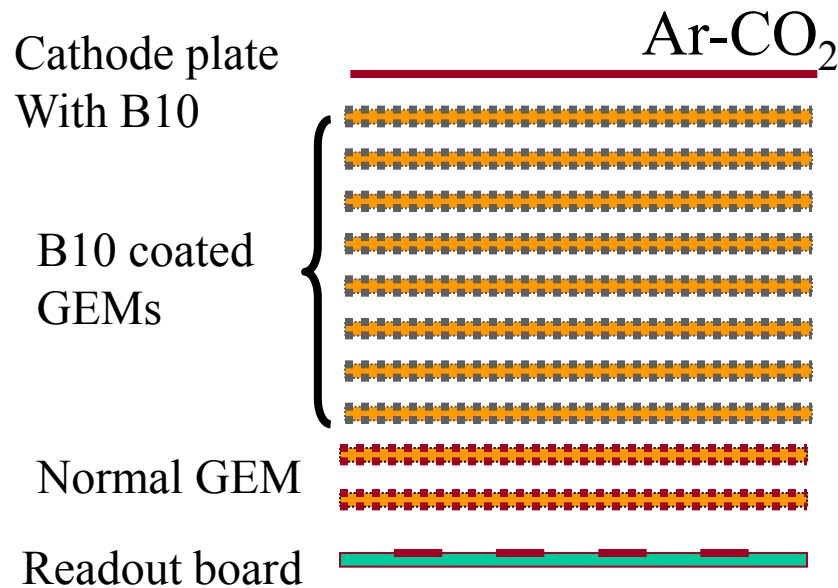 Ar-CO₂
Cathode plate
With B10
B10 coated
GEMs
Normal GEM
Readout board